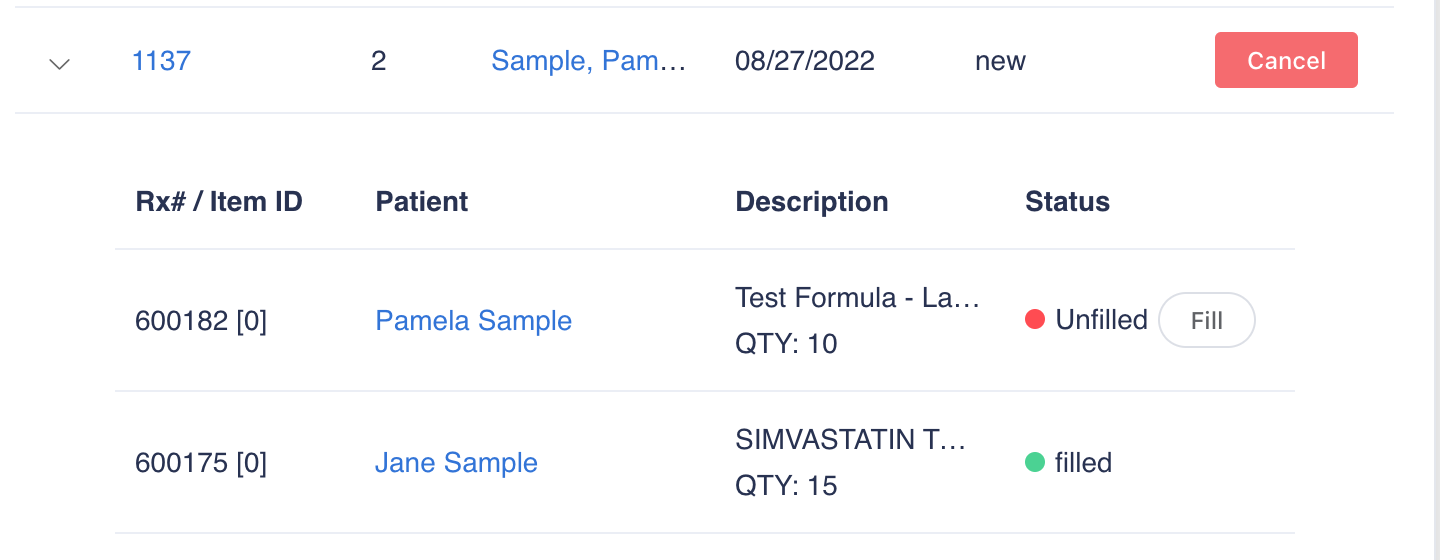 1137 2 Sample, Pam... 08/27/2022 new Cancel
Rx# / Item ID Patient Description Status
600182 [0] Pamela Sample Test Formula - La... Unfilled Fill
QTY: 10
600175 [0] Jane Sample SIMVASTATIN T... filled
QTY: 15